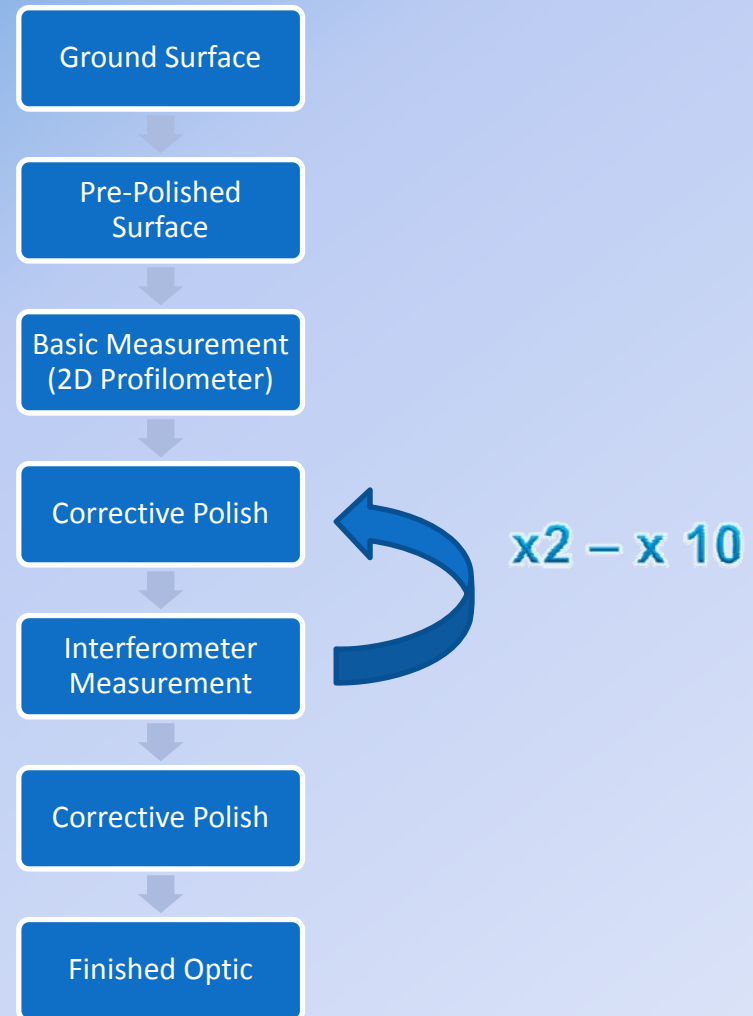 Ground Surface
Pre-Polished
Surface
Basic Measurement
(2D Profilometer)
Corrective Polish
x2 – x 10
Interferometer
Measurement
Corrective Polish
Finished Optic